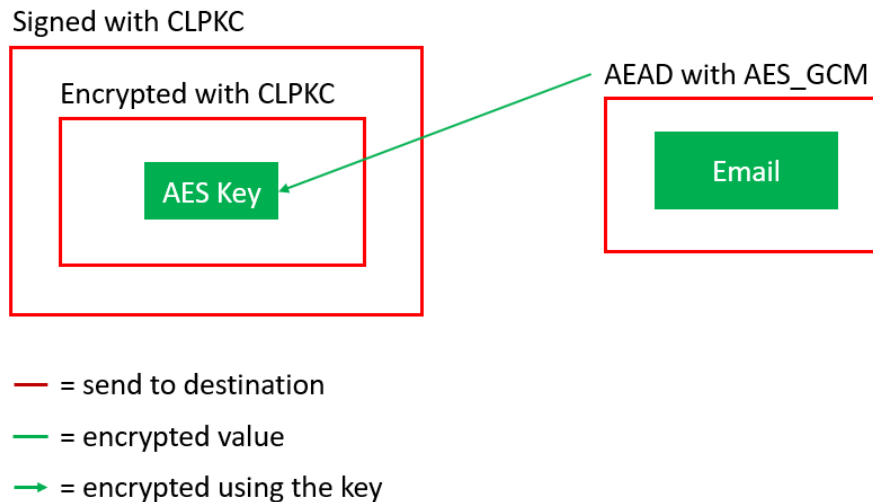 Signed with CLPKC
Encrypted with CLPKC
AES Key
AEAD with AES_GCM
Email
= send to destination
= encrypted value
= encrypted using the key